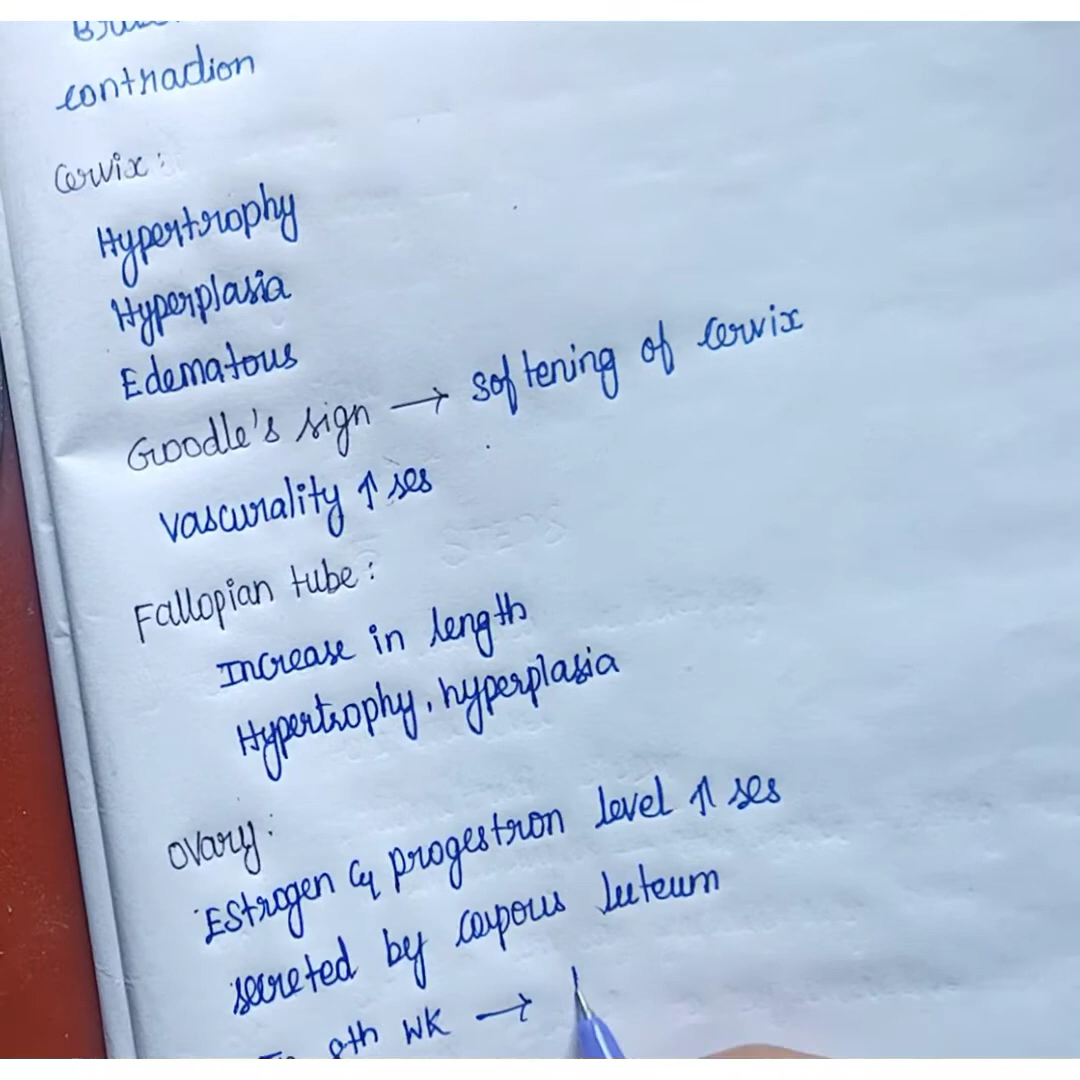 contraction
Cervix:
Hypertrophy
Hyperplasia
Edematous
Goodle's sign → softening of cervix
vascurality ↑ses
Fallopian tube:
Increase in length
Hypertrophy, hyperplasia
Ovary:
Estrogen & progestron level ↑ses
secreted by corpous luteum
8th WK →